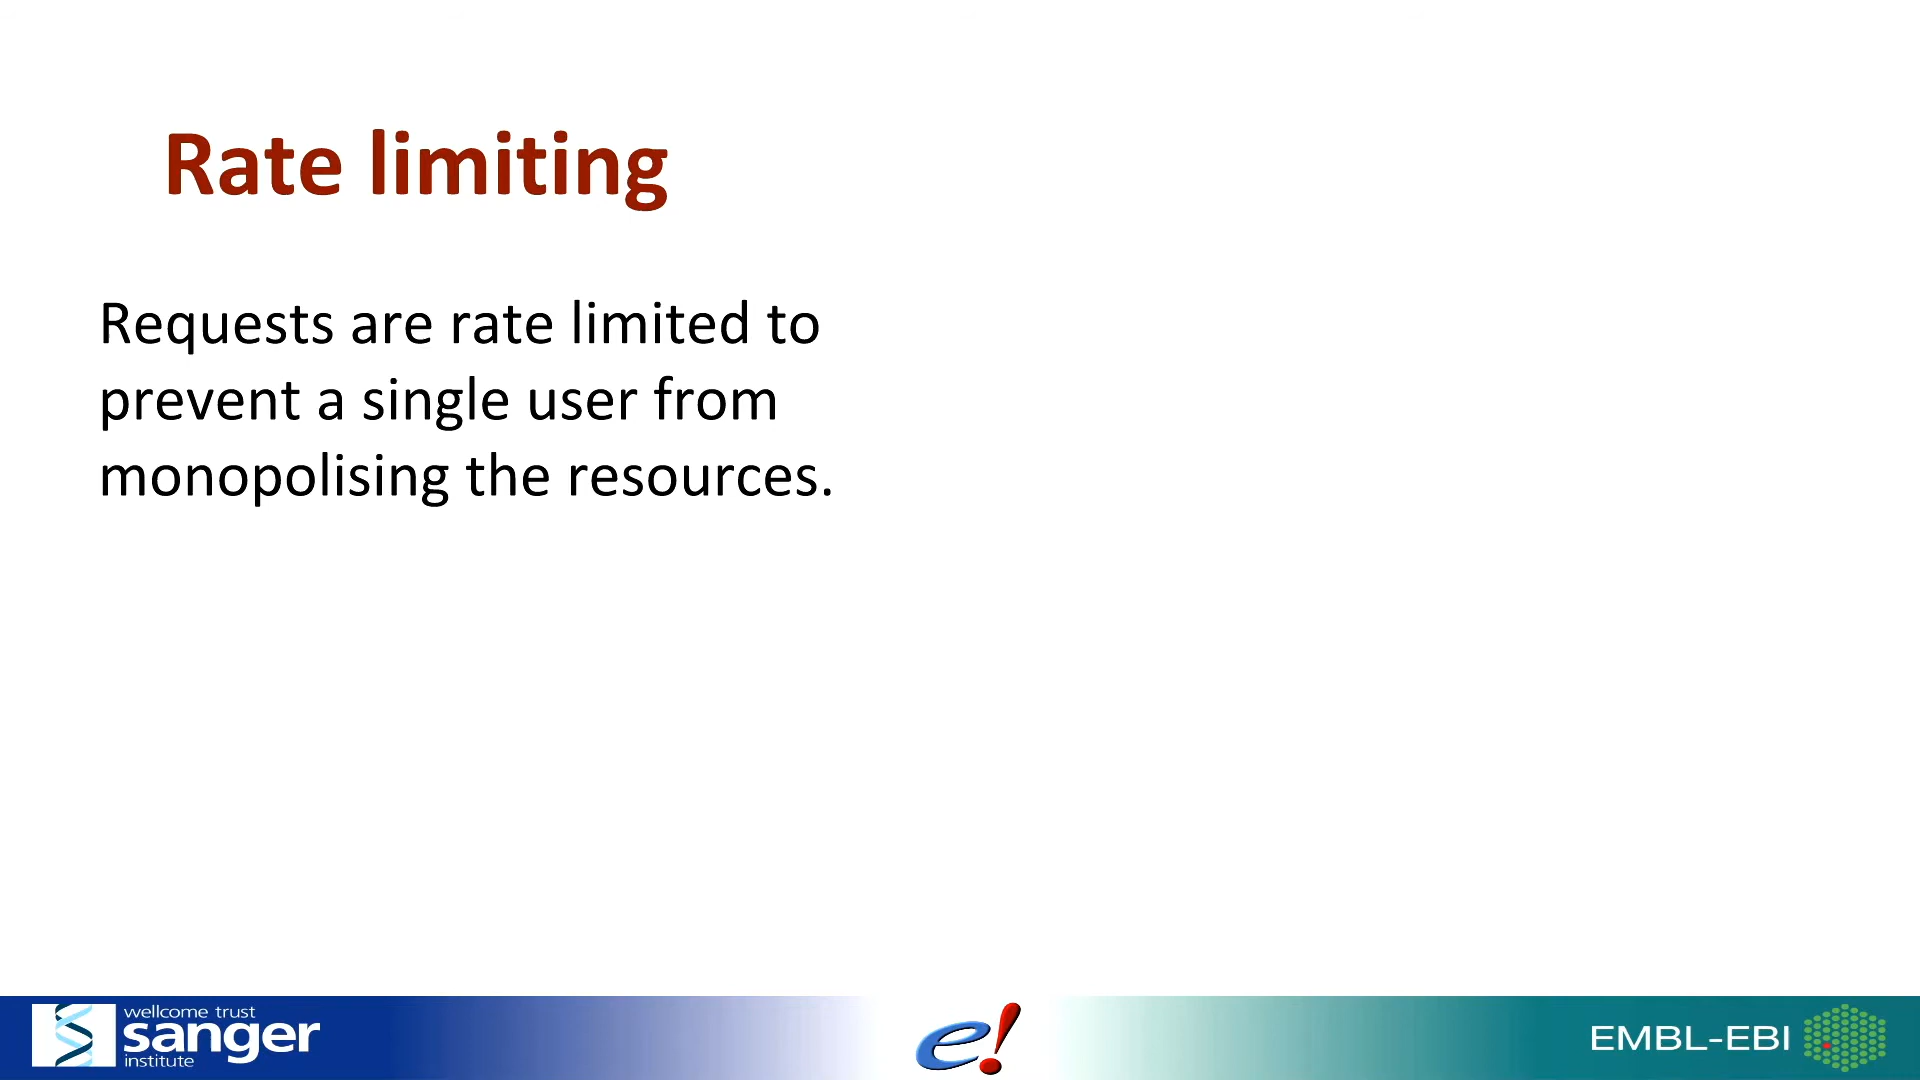 Rate limiting
Requests are rate limited to
prevent a single user from
monopolising the resources.
wellcome trust
sanger
institute
e!
EMBL-EBI